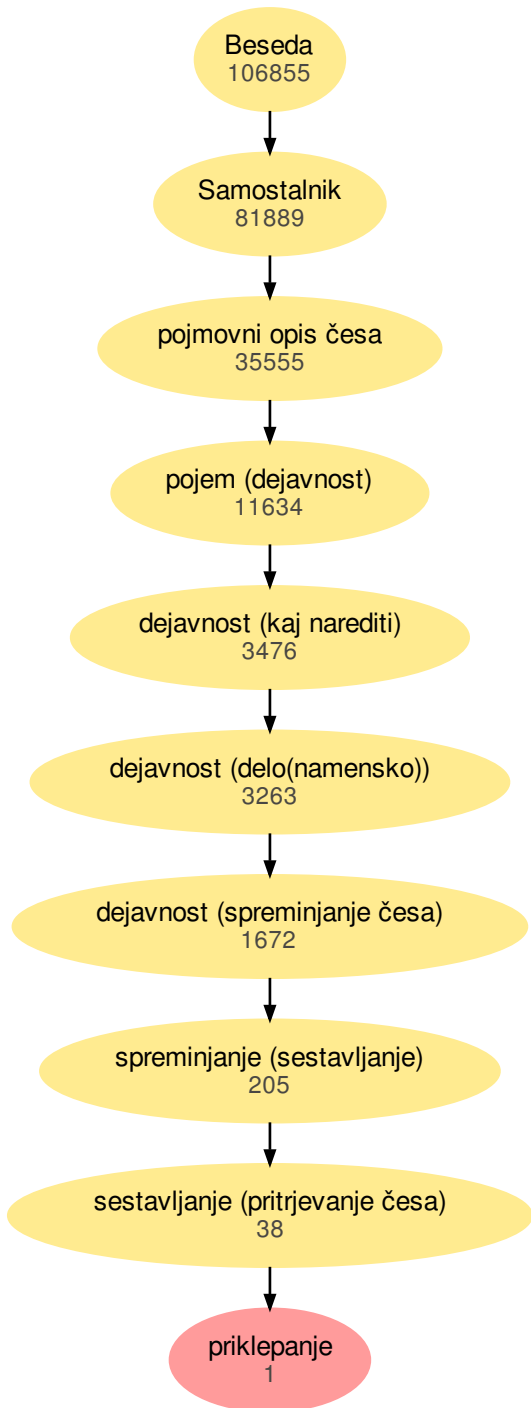 Beseda
106855
Samostalnik
81889
pojmovni opis česa
35555
pojem (dejavnost)
11634
dejavnost (kaj narediti)
3476
dejavnost (delo(namensko))
3263
dejavnost (spreminjanje česa)
1672
spreminjanje (sestavljanje)
205
sestavljanje (pritrjevanje česa)
38
priklepanje
1